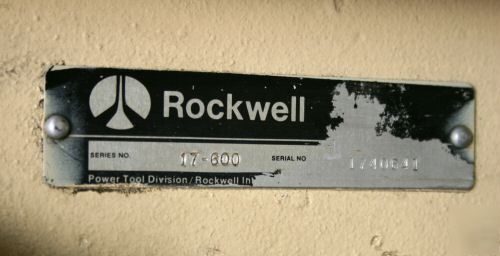 Rockwell
SERIES NO. 17-600 SERIAL NO. 1740641
Power Tool Division / Rockwell In